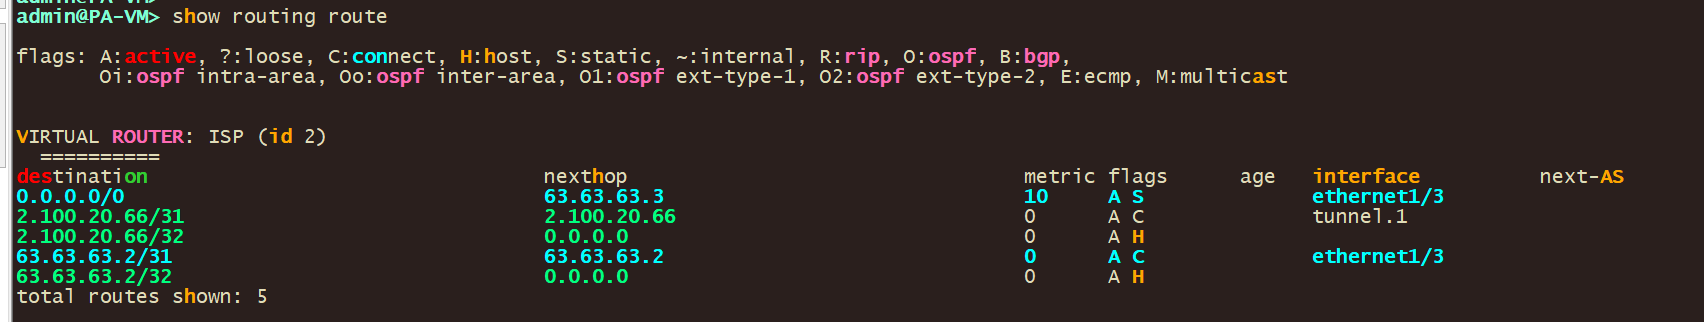 admin@PA-VM> show routing route
flags: A:active, ?:loose, C:connect, H:host, S:static, ~:internal, R:rip, O:ospf, B:bgp,
Oi:ospf intra-area, Oo:ospf inter-area, O1:ospf ext-type-1, O2:ospf ext-type-2, E:ecmp, M:multicast
VIRTUAL ROUTER: ISP (id 2)
==========
destination nexthop metric flags age interface next-AS
0.0.0.0/0 63.63.63.3 10 A S ethernet1/3
2.100.20.66/31 2.100.20.66 0 A C tunnel.1
2.100.20.66/32 0.0.0.0 0 A H
63.63.63.2/31 63.63.63.2 0 A C ethernet1/3
63.63.63.2/32 0.0.0.0 0 A H
total routes shown: 5